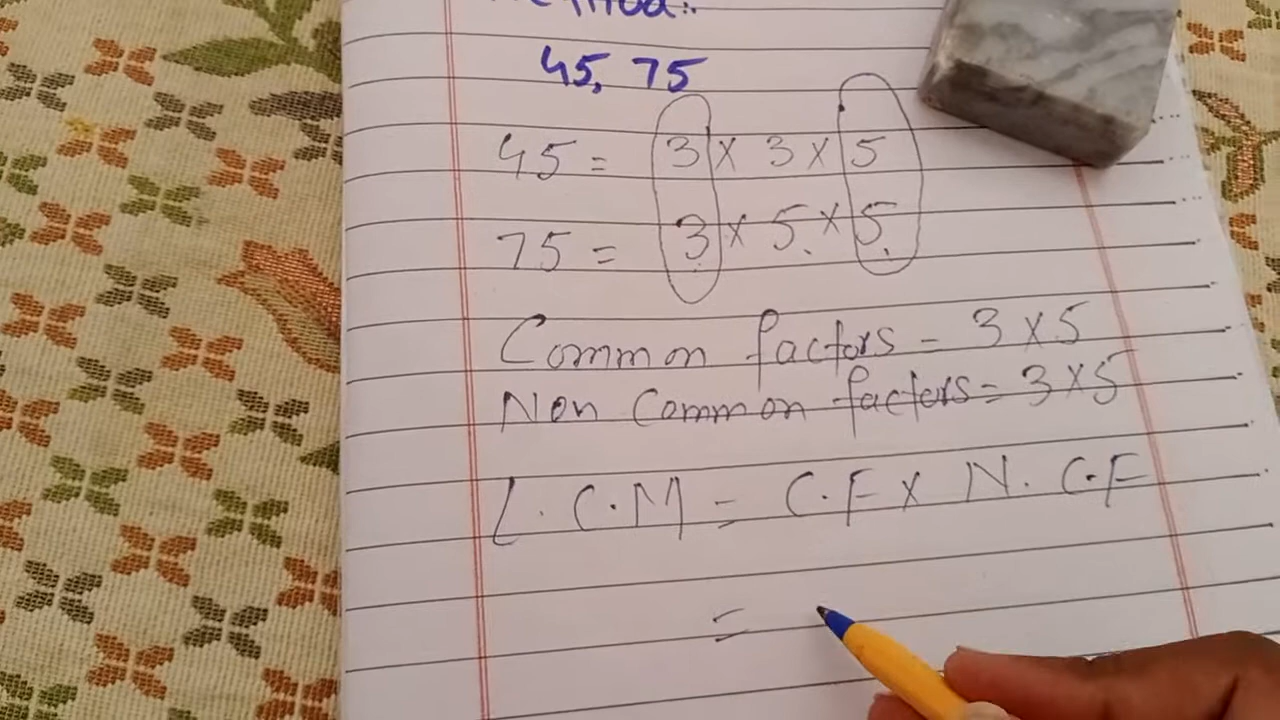 45, 75
45 = 3 × 3 × 5
75 = 3 × 5 × 5
Common factors = 3 × 5
Non Common factors = 3 × 5
L.C.M = C.F × N.C.F
=